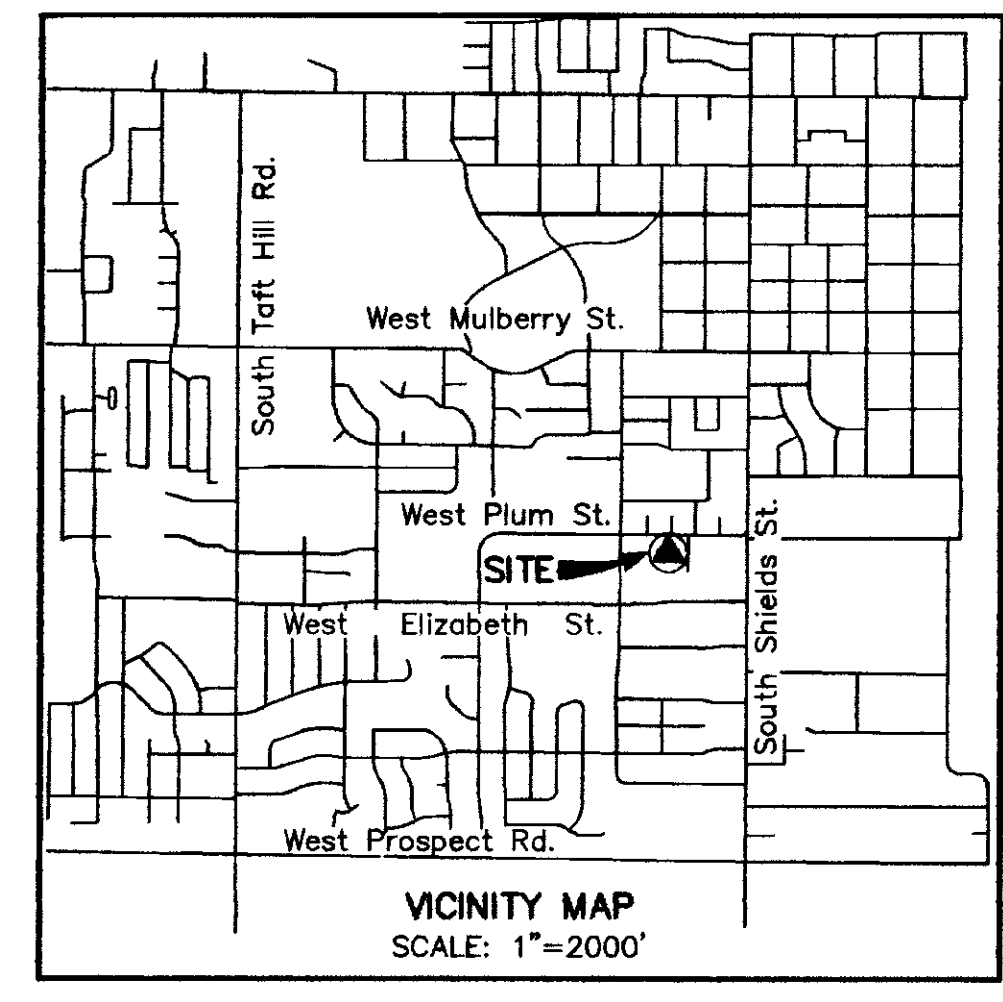 South Taft Hill Rd.
West Mulberry St.
West Plum St.
SITE
West Elizabeth St.
South Shields St.
West Prospect Rd.
VICINITY MAP
SCALE: 1"=2000'